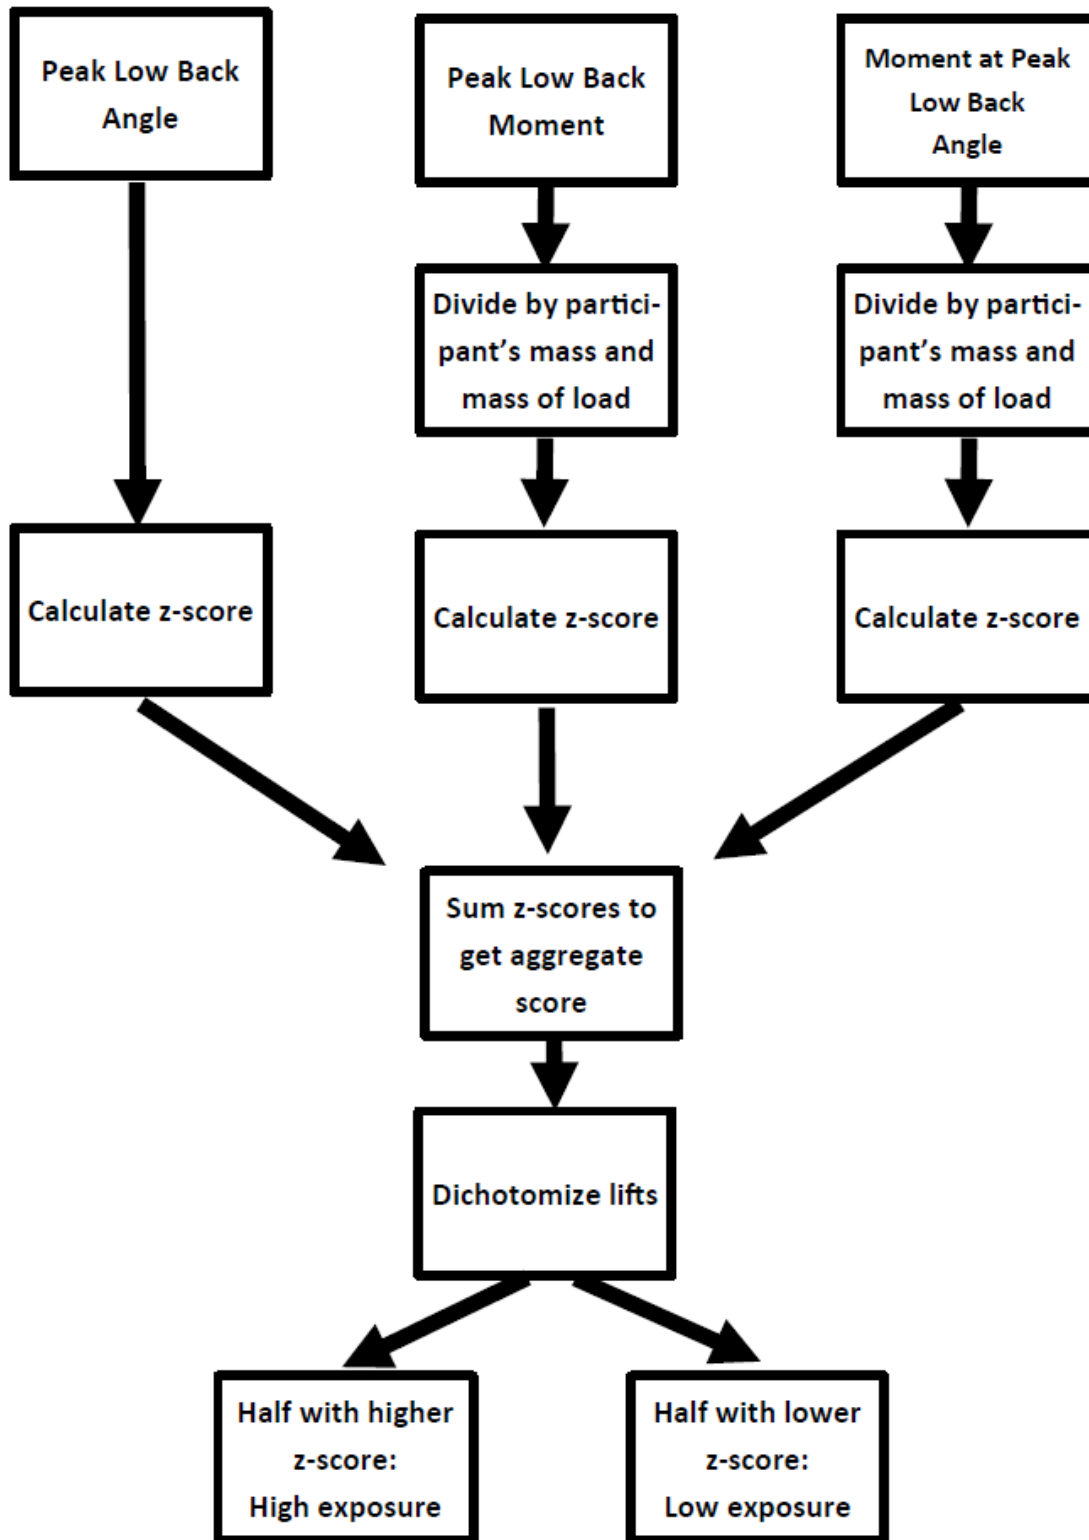 Peak Low Back
Angle
Peak Low Back
Moment
Moment at Peak
Low Back
Angle
Divide by partici-
pant's mass and
mass of load
Divide by partici-
pant's mass and
mass of load
Calculate z-score
Calculate z-score
Calculate z-score
Sum z-scores to
get aggregate
score
Dichotomize lifts
Half with higher
z-score:
High exposure
Half with lower
z-score:
Low exposure